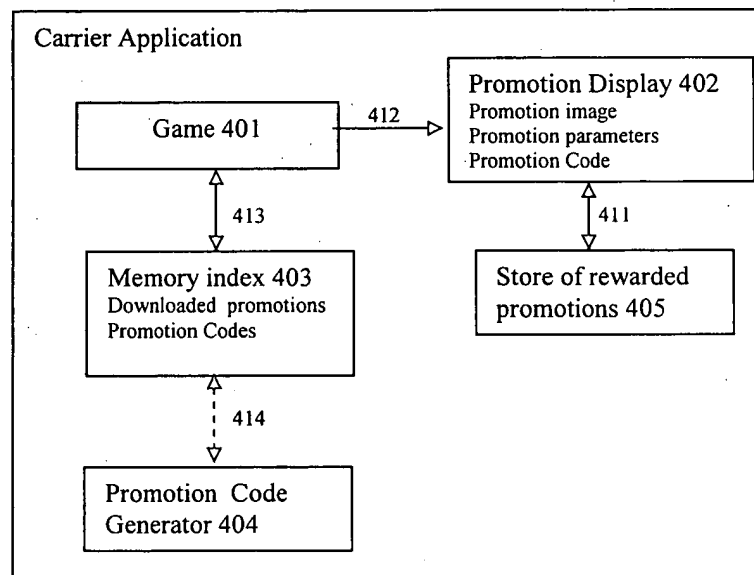 Carrier Application
Game 401
412
Promotion Display 402
Promotion image
Promotion parameters
Promotion Code
413
411
Memory index 403
Downloaded promotions
Promotion Codes
Store of rewarded
promotions 405
414
Promotion Code
Generator 404